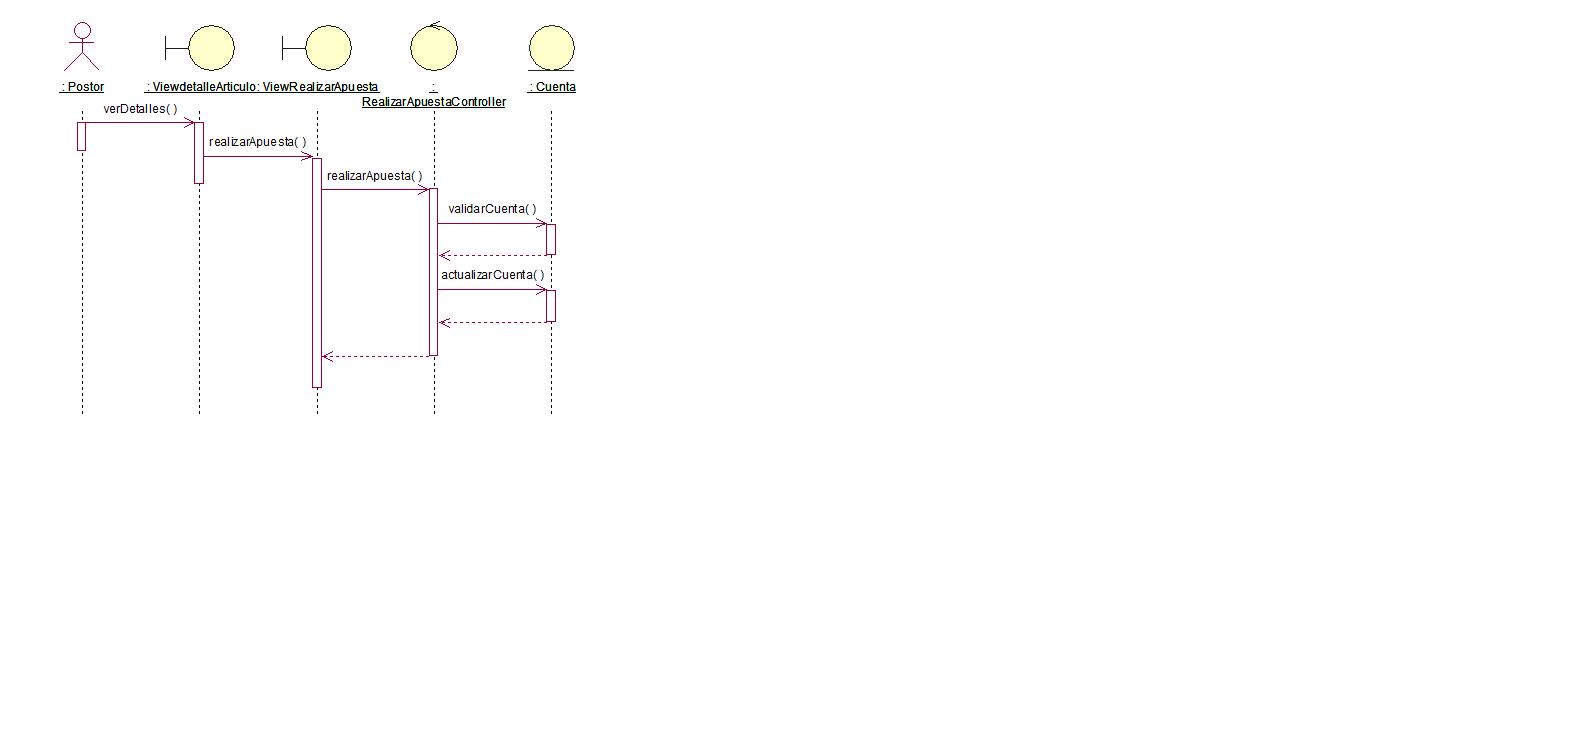 : Postor
: ViewdetalleArticulo
: ViewRealizarApuesta
:
RealizarApuestaController
: Cuenta
verDetalles( )
realizarApuesta( )
realizarApuesta( )
validarCuenta( )
actualizarCuenta( )